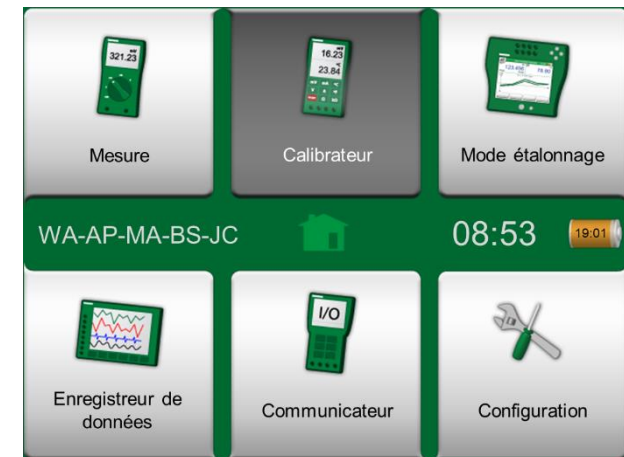 321.23
16.23
23.84
Mesure
Calibrateur
Mode étalonnage
WA-AP-MA-BS-JC
08:53
19:01
I/O
Enregistreur de
données
Communicateur
Configuration